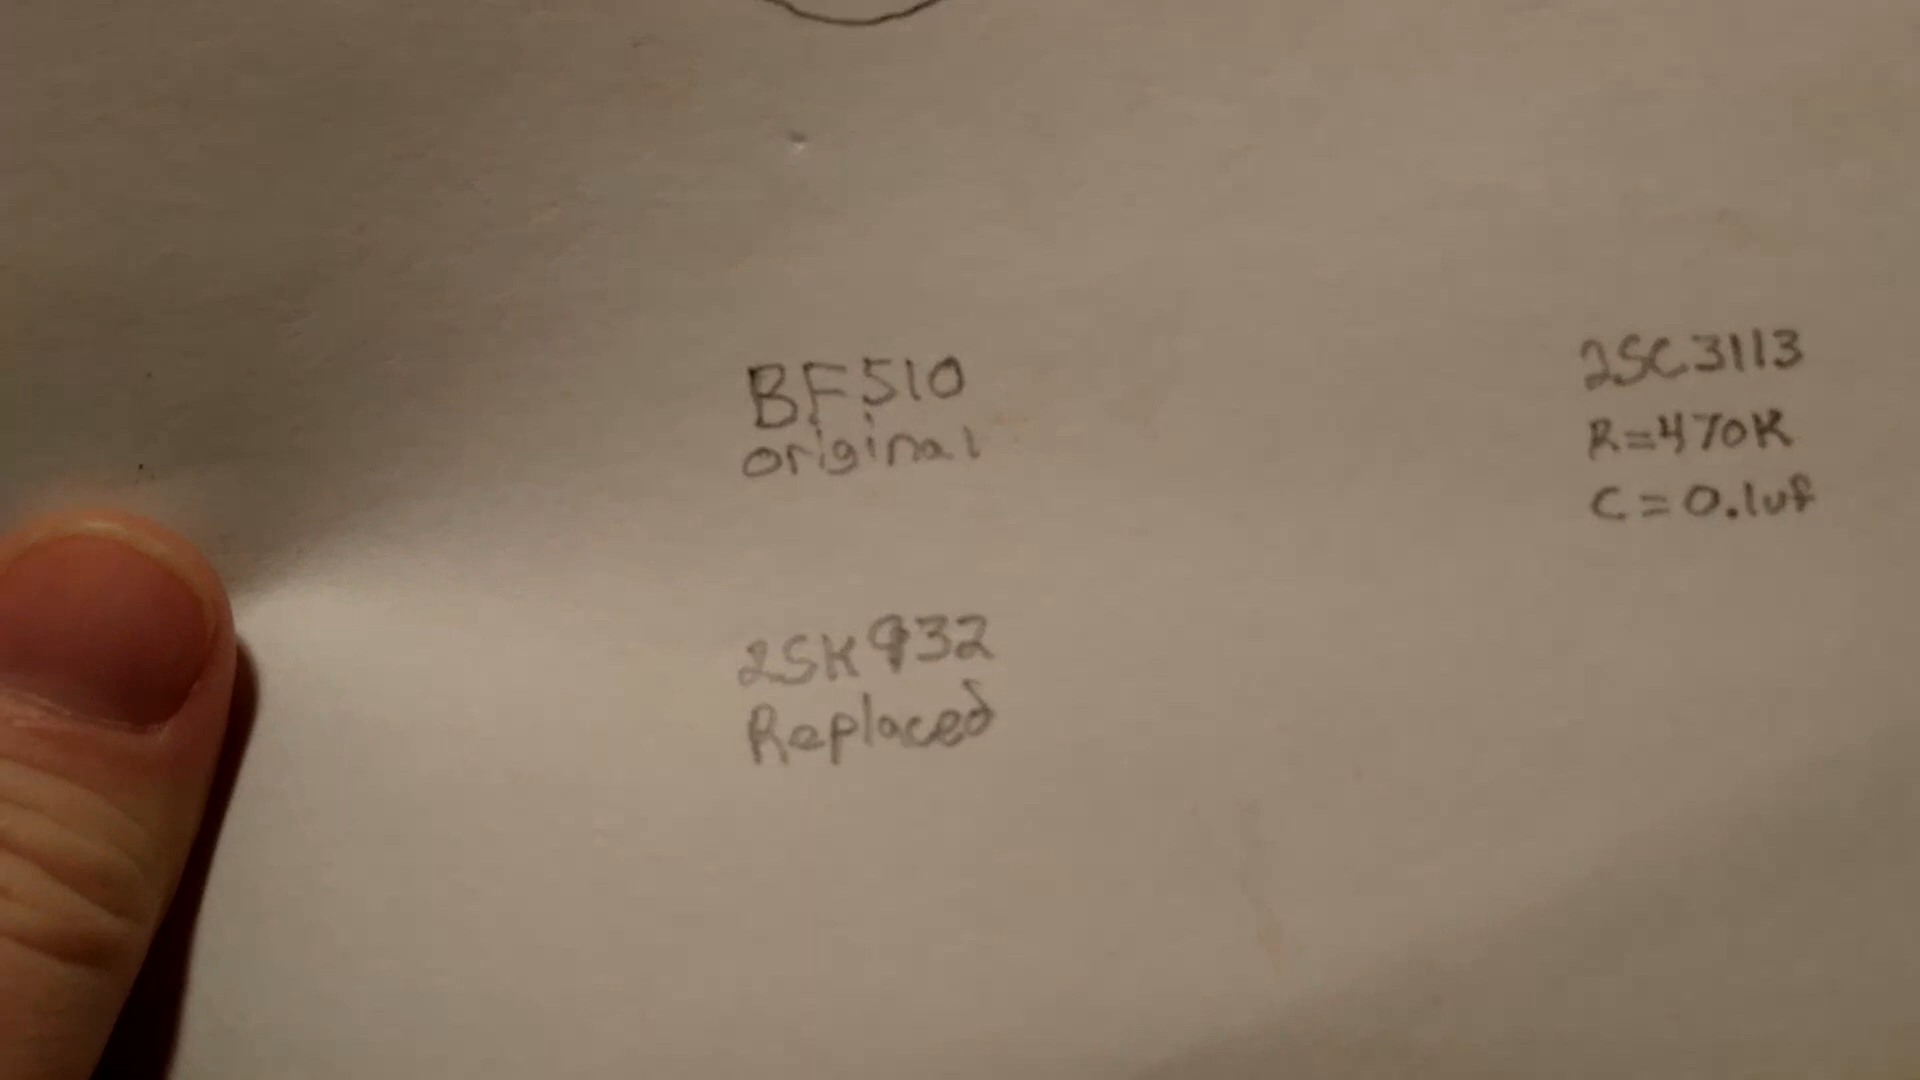 BF510
original
2SK932
Replaced
2SC3113
R=470K
C=0.1uf